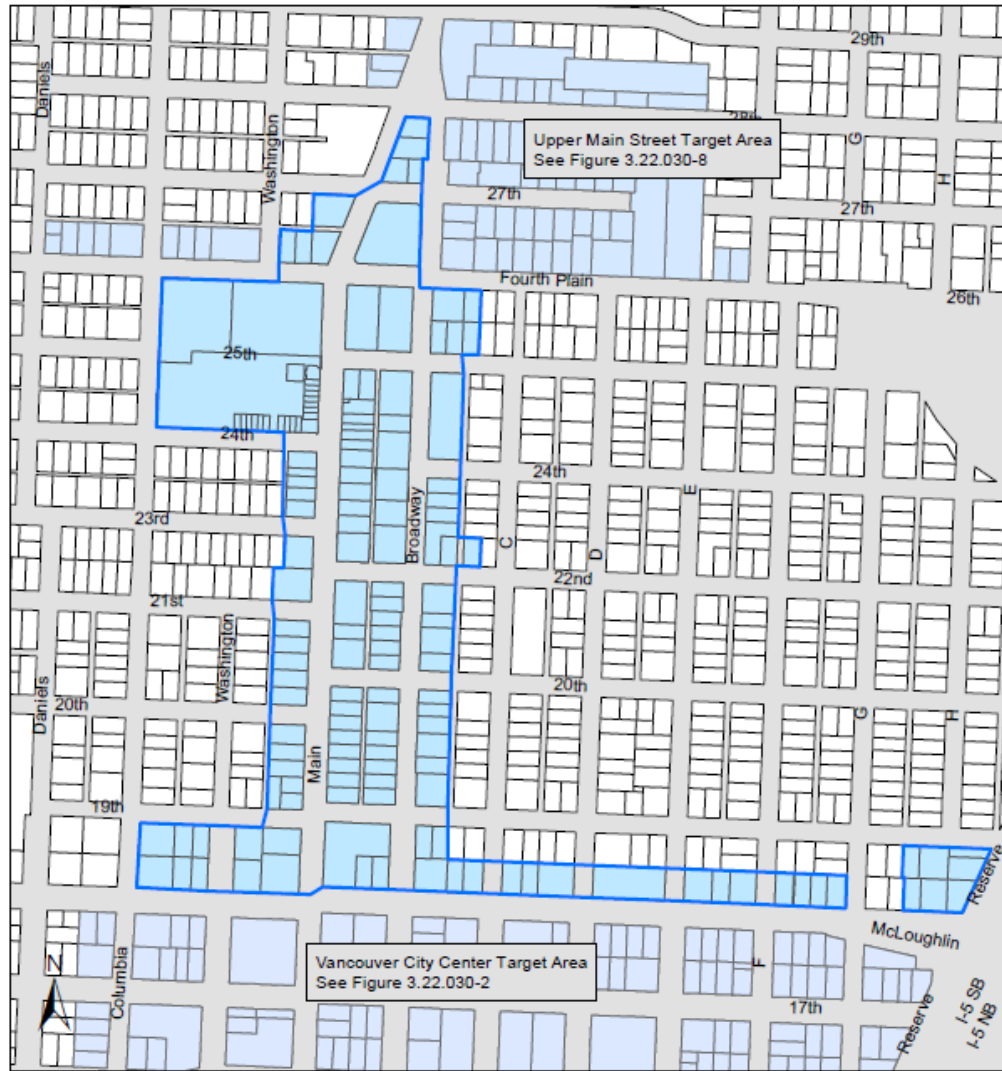 29th
Daniels
Washington
28th
G
H
Upper Main Street Target Area
See Figure 3.22.030-8
27th
27th
Fourth Plain
26th
25th
24th
24th
E
Broadway
23rd
C
D
22nd
21st
Washington
20th
Daniels
20th
G
H
Main
19th
Reserve
McLoughlin
N
Columbia
Vancouver City Center Target Area
See Figure 3.22.030-2
F
17th
Reserve
I-5 SB
I-5 NB